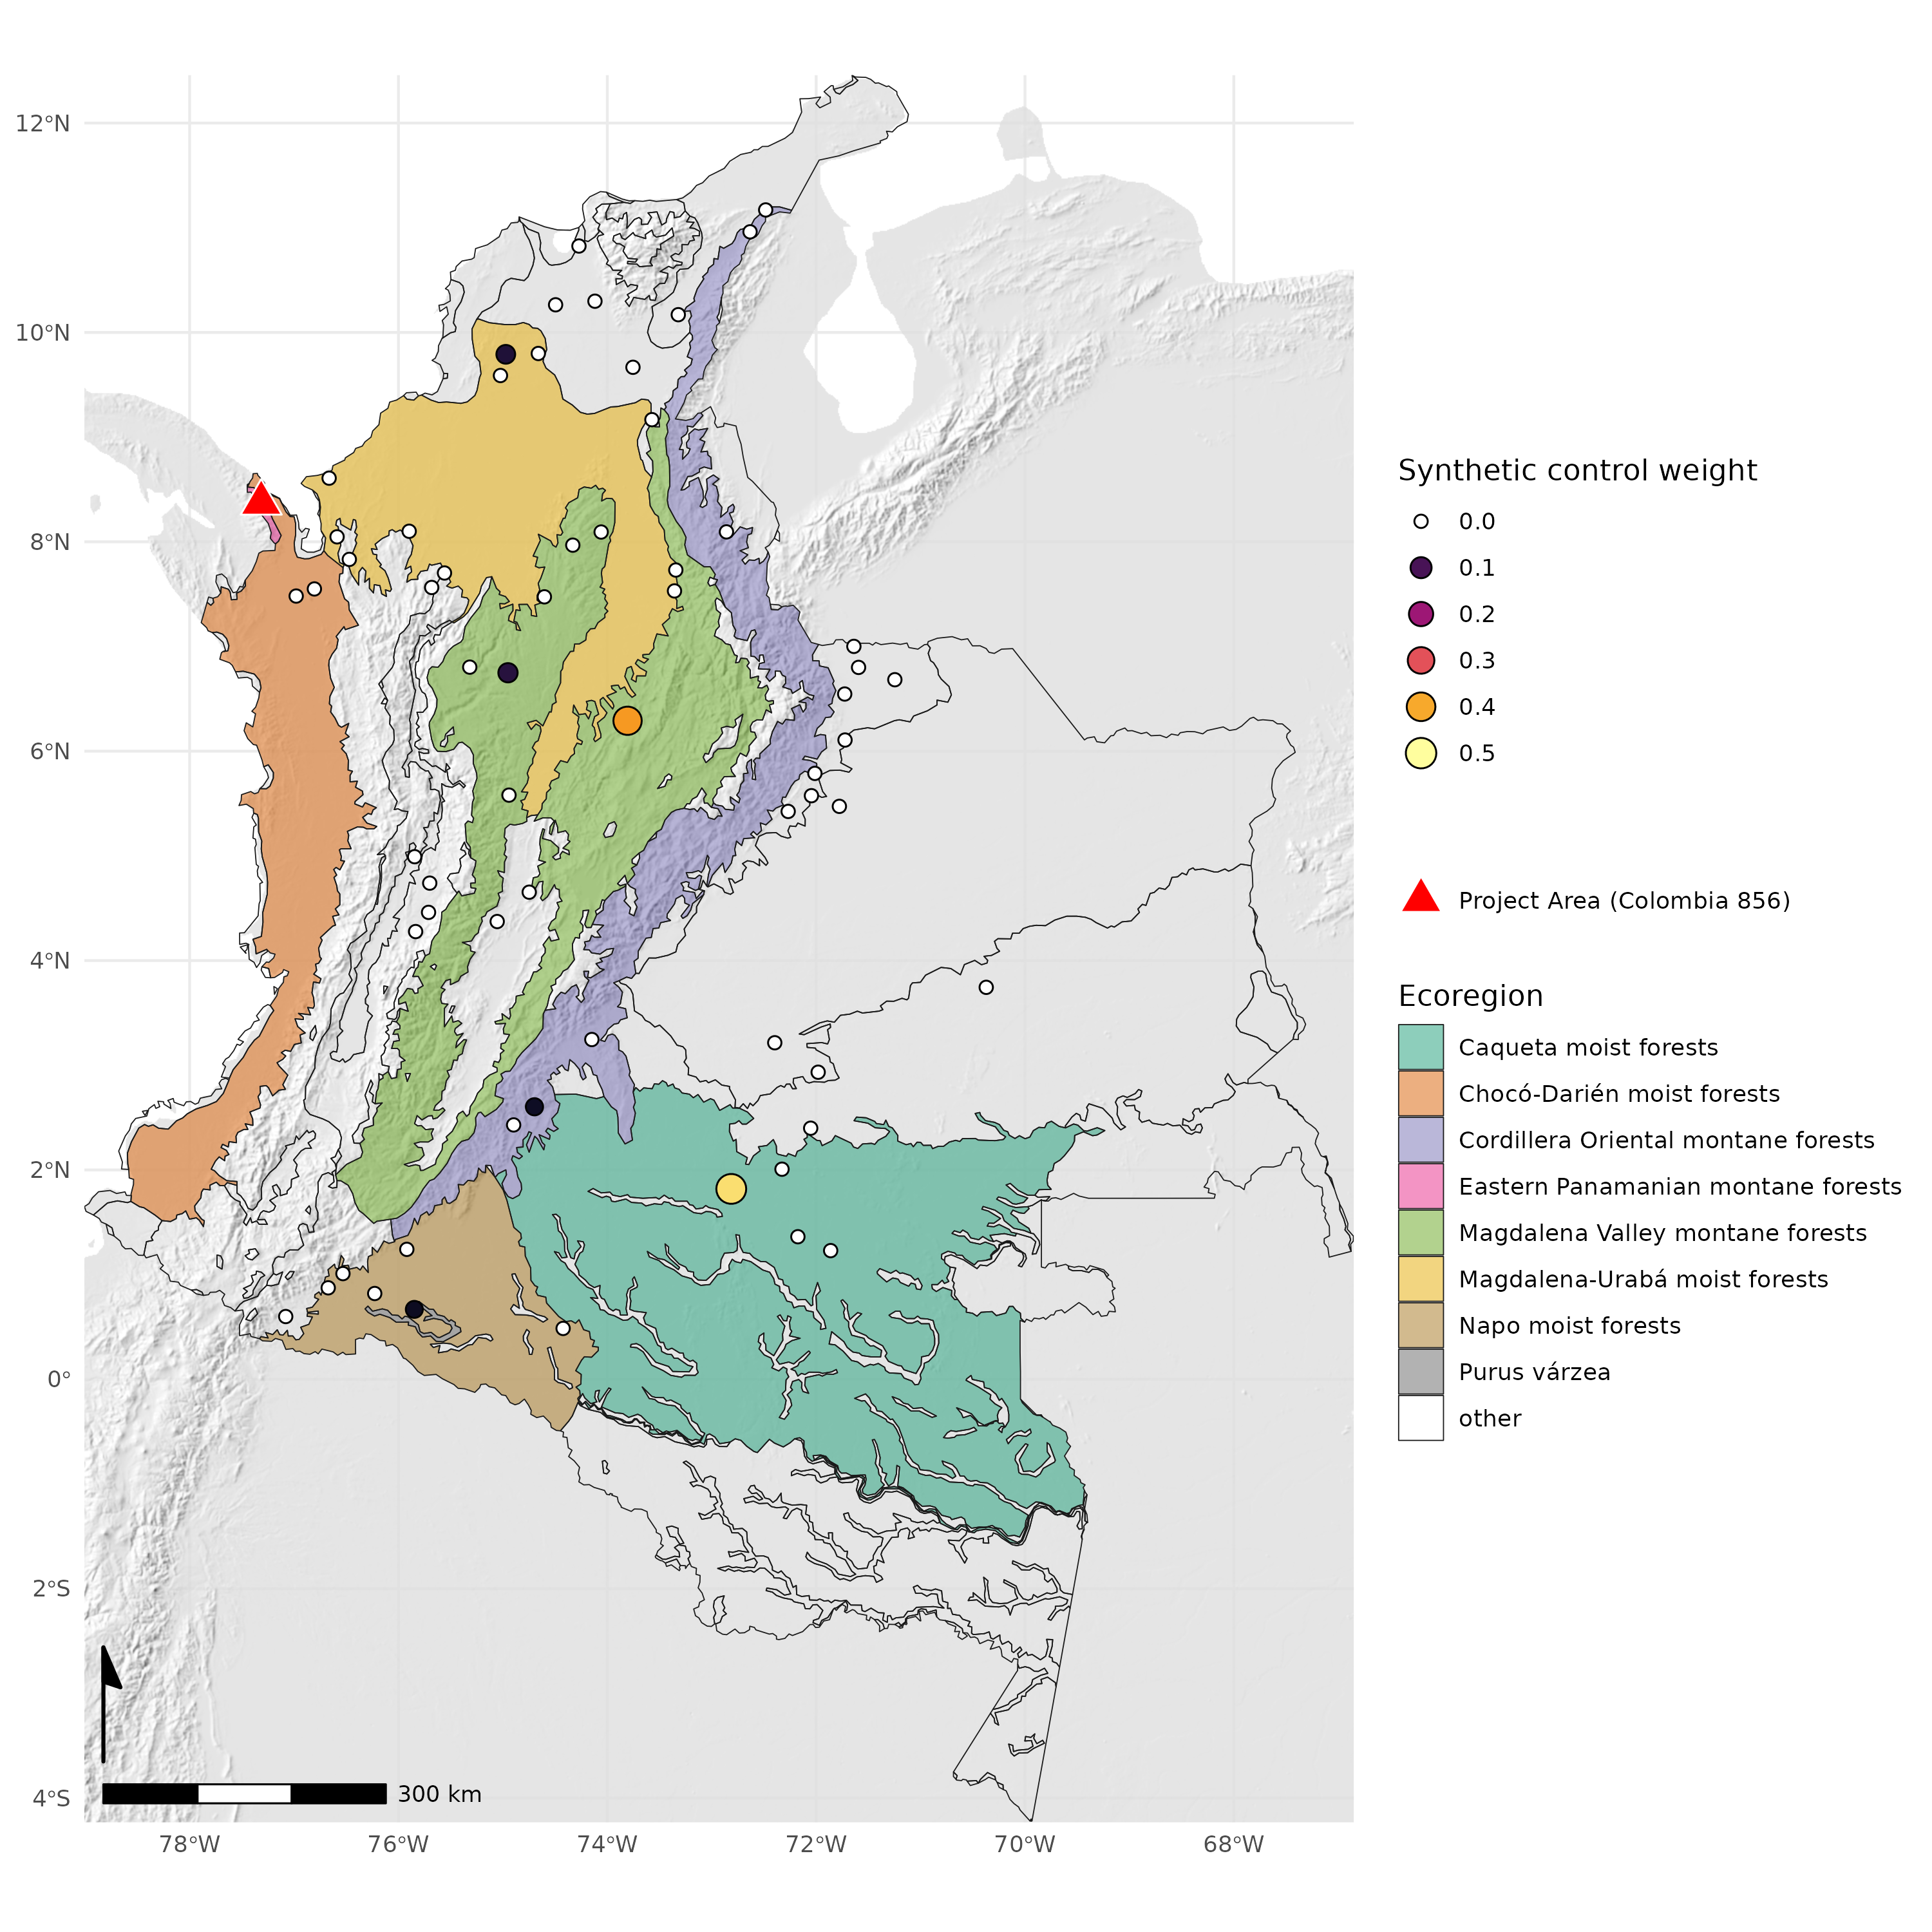 12°N
10°N
8°N
6°N
4°N
2°N
0°
2°S
4°S
300 km
78°W
76°W
74°W
72°W
70°W
68°W
Synthetic control weight
0.0
0.1
0.2
0.3
0.4
0.5
Project Area (Colombia 856)
Ecoregion
Caqueta moist forests
Chocó-Darién moist forests
Cordillera Oriental montane forests
Eastern Panamanian montane forests
Magdalena Valley montane forests
Magdalena-Urabá moist forests
Napo moist forests
Purus várzea
other